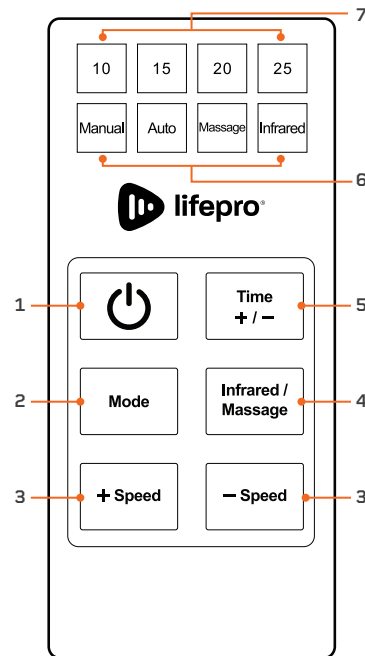 7
10 15 20 25
Manual Auto Massage Infrared
6
lifepro®
1
Time
+ / −
5
2
Mode
Infrared /
Massage
4
3
+ Speed
− Speed
3